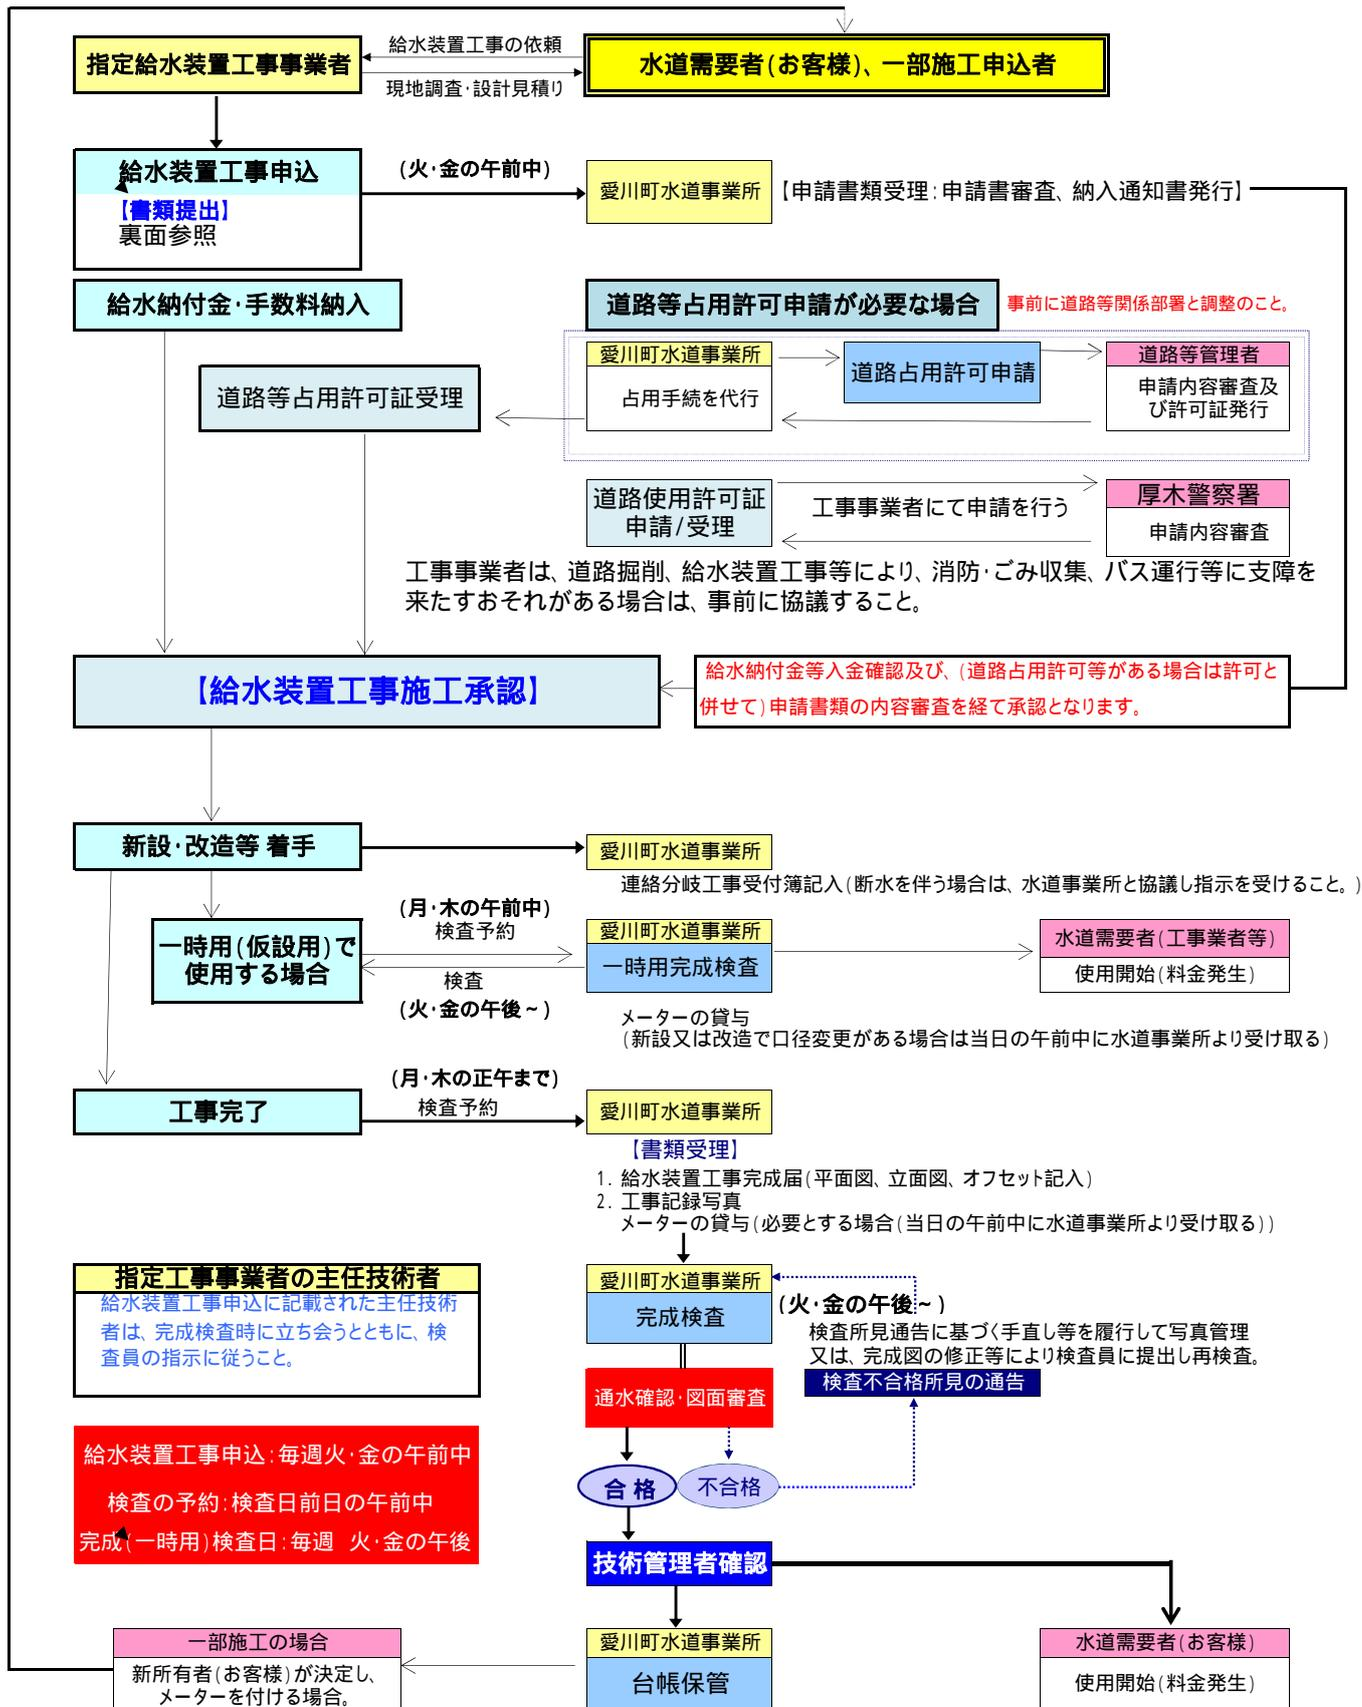 給水装置工事の依頼
指定給水装置工事事業者
水道需要者(お客様)、一部施工申込者
現地調査・設計見積り
給水装置工事申込
(火・金の午前中)
愛川町水道事業所
【申請書類受理:申請書審査、納入通知書発行】
【書類提出】
裏面参照
給水納付金・手数料納入
道路等占用許可申請が必要な場合
事前に道路等関係部署と調整のこと。
愛川町水道事業所
占用手続を代行
道路占用許可申請
道路等管理者
申請内容審査及
び許可証発行
道路等占用許可証受理
道路使用許可証
申請/受理
工事事業者にて申請を行う
厚木警察署
申請内容審査
工事事業者は、道路掘削、給水装置工事等により、消防・ごみ収集、バス運行等に支障を
来たすおそれがある場合は、事前に協議すること。
【給水装置工事施工承認】
給水納付金等入金確認及び、(道路占用許可等がある場合は許可と
併せて)申請書類の内容審査を経て承認となります。
新設・改造等 着手
愛川町水道事業所
連絡分岐工事受付簿記入(断水を伴う場合は、水道事業所と協議し指示を受けること。)
(月・木の午前中)
検査予約
一時用(仮設用)で
使用する場合
検査
(火・金の午後~)
愛川町水道事業所
一時用完成検査
水道需要者(工事業者等)
使用開始(料金発生)
メーターの貸与
(新設又は改造で口径変更がある場合は当日の午前中に水道事業所より受け取る)
(月・木の正午まで)
工事完了
検査予約
愛川町水道事業所
【書類受理】
1. 給水装置工事完成届(平面図、立面図、オフセット記入)
2. 工事記録写真
メーターの貸与(必要とする場合(当日の午前中に水道事業所より受け取る))
指定工事事業者の主任技術者
給水装置工事申込に記載された主任技術
者は、完成検査時に立ち会うとともに、検
査員の指示に従うこと。
愛川町水道事業所
完成検査
(火・金の午後~)
検査所見通告に基づく手直し等を履行して写真管理
又は、完成図の修正等により検査員に提出し再検査。
検査不合格所見の通告
通水確認・図面審査
給水装置工事申込:毎週火・金の午前中
検査の予約:検査日前日の午前中
完成(一時用)検査日:毎週 火・金の午後
合 格
不合格
技術管理者確認
一部施工の場合
新所有者(お客様)が決定し、
メーターを付ける場合。
愛川町水道事業所
台帳保管
水道需要者(お客様)
使用開始(料金発生)